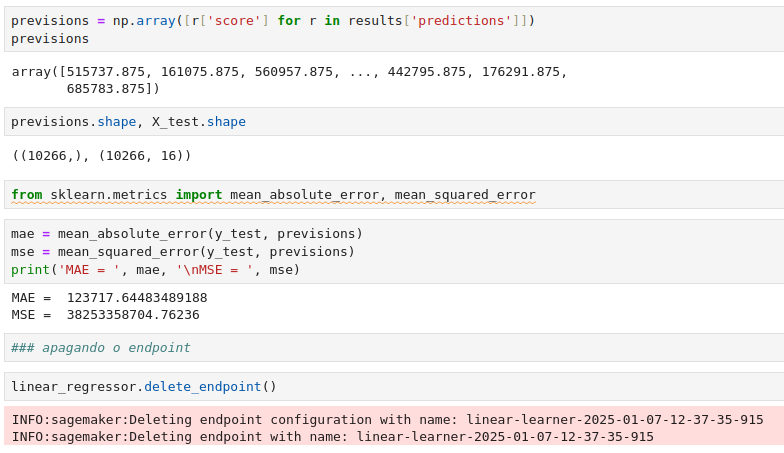 previsions = np.array([r['score'] for r in results['predictions']])
previsions
array([515737.875, 161075.875, 560957.875, ..., 442795.875, 176291.875,
       685783.875])
previsions.shape, X_test.shape
((10266,), (10266, 16))
from sklearn.metrics import mean_absolute_error, mean_squared_error
mae = mean_absolute_error(y_test, previsions)
mse = mean_squared_error(y_test, previsions)
print('MAE = ', mae, '\nMSE = ', mse)
MAE =  123717.64483489188
MSE =  38253358704.76236
### apagando o endpoint
linear_regressor.delete_endpoint()
INFO:sagemaker:Deleting endpoint configuration with name: linear-learner-2025-01-07-12-37-35-915
INFO:sagemaker:Deleting endpoint with name: linear-learner-2025-01-07-12-37-35-915